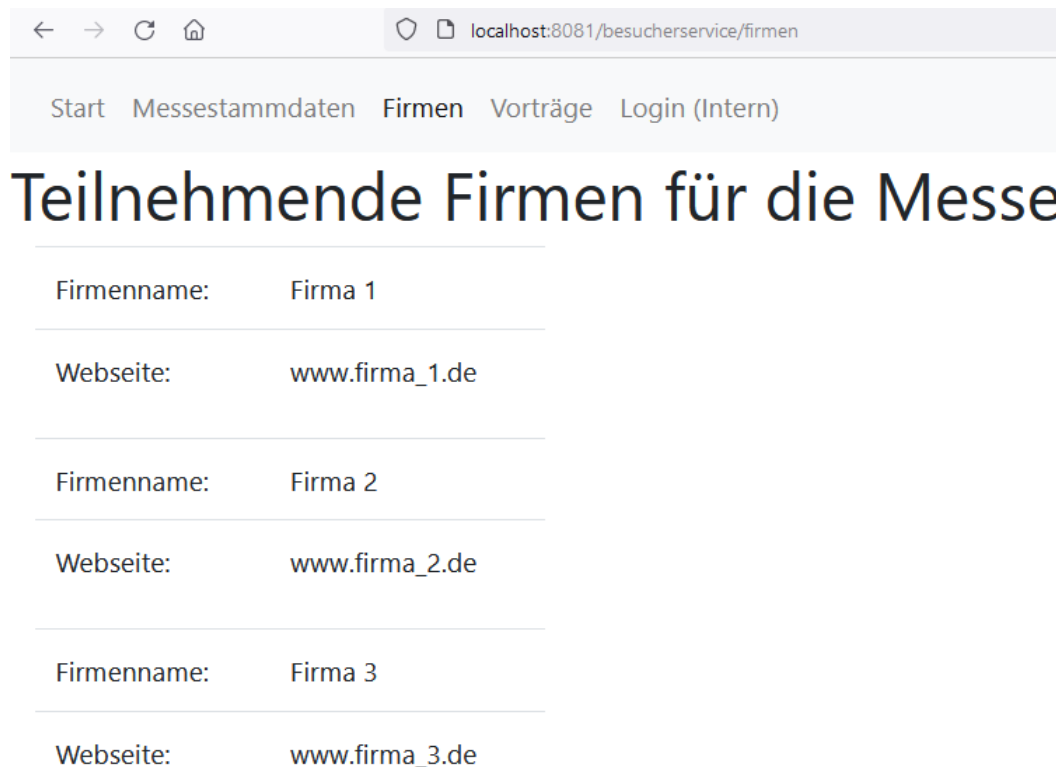 localhost:8081/besucherservice/firmen
Start Messestammdaten Firmen Vorträge Login (Intern)
Teilnehmende Firmen für die Messe
Firmenname: Firma 1
Webseite: www.firma_1.de
Firmenname: Firma 2
Webseite: www.firma_2.de
Firmenname: Firma 3
Webseite: www.firma_3.de